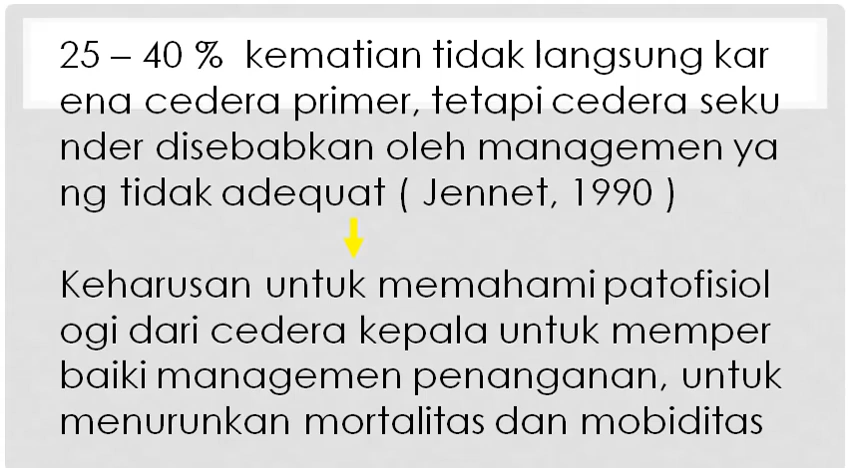 25 – 40 % kematian tidak langsung kar
ena cedera primer, tetapi cedera seku
nder disebabkan oleh managemen ya
ng tidak adequat ( Jennet, 1990 )
Keharusan untuk memahami patofisiol
ogi dari cedera kepala untuk memper
baiki managemen penanganan, untuk
menurunkan mortalitas dan mobiditas